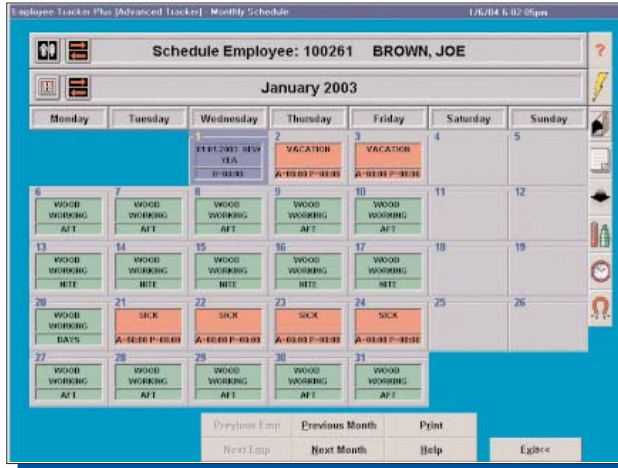 Employee Tracker Plus [Advanced Tracker] - Monthly Schedule 1/6/04 6:02:05pm
Schedule Employee: 100261 BROWN, JOE
January 2003
Monday Tuesday Wednesday Thursday Friday Saturday Sunday
1 2 3 4 5
01.01.2003 NEW VACATION VACATION
YEA
6 7 8 9 10 11 12
WOOD WOOD WOOD WOOD WOOD
WORKING WORKING WORKING WORKING WORKING
AFT AFT AFT AFT AFT
13 14 15 16 17 18 19
WOOD WOOD WOOD WOOD WOOD
WORKING WORKING WORKING WORKING WORKING
NITE NITE NITE NITE NITE
20 21 22 23 24 25 26
WOOD SICK SICK SICK SICK
WORKING
DAYS
27 28 29 30 31
WOOD WOOD WOOD WOOD WOOD
WORKING WORKING WORKING WORKING WORKING
AFT AFT AFT AFT AFT
Previous Emp Previous Month Print
Next Emp Next Month Help Exit<<